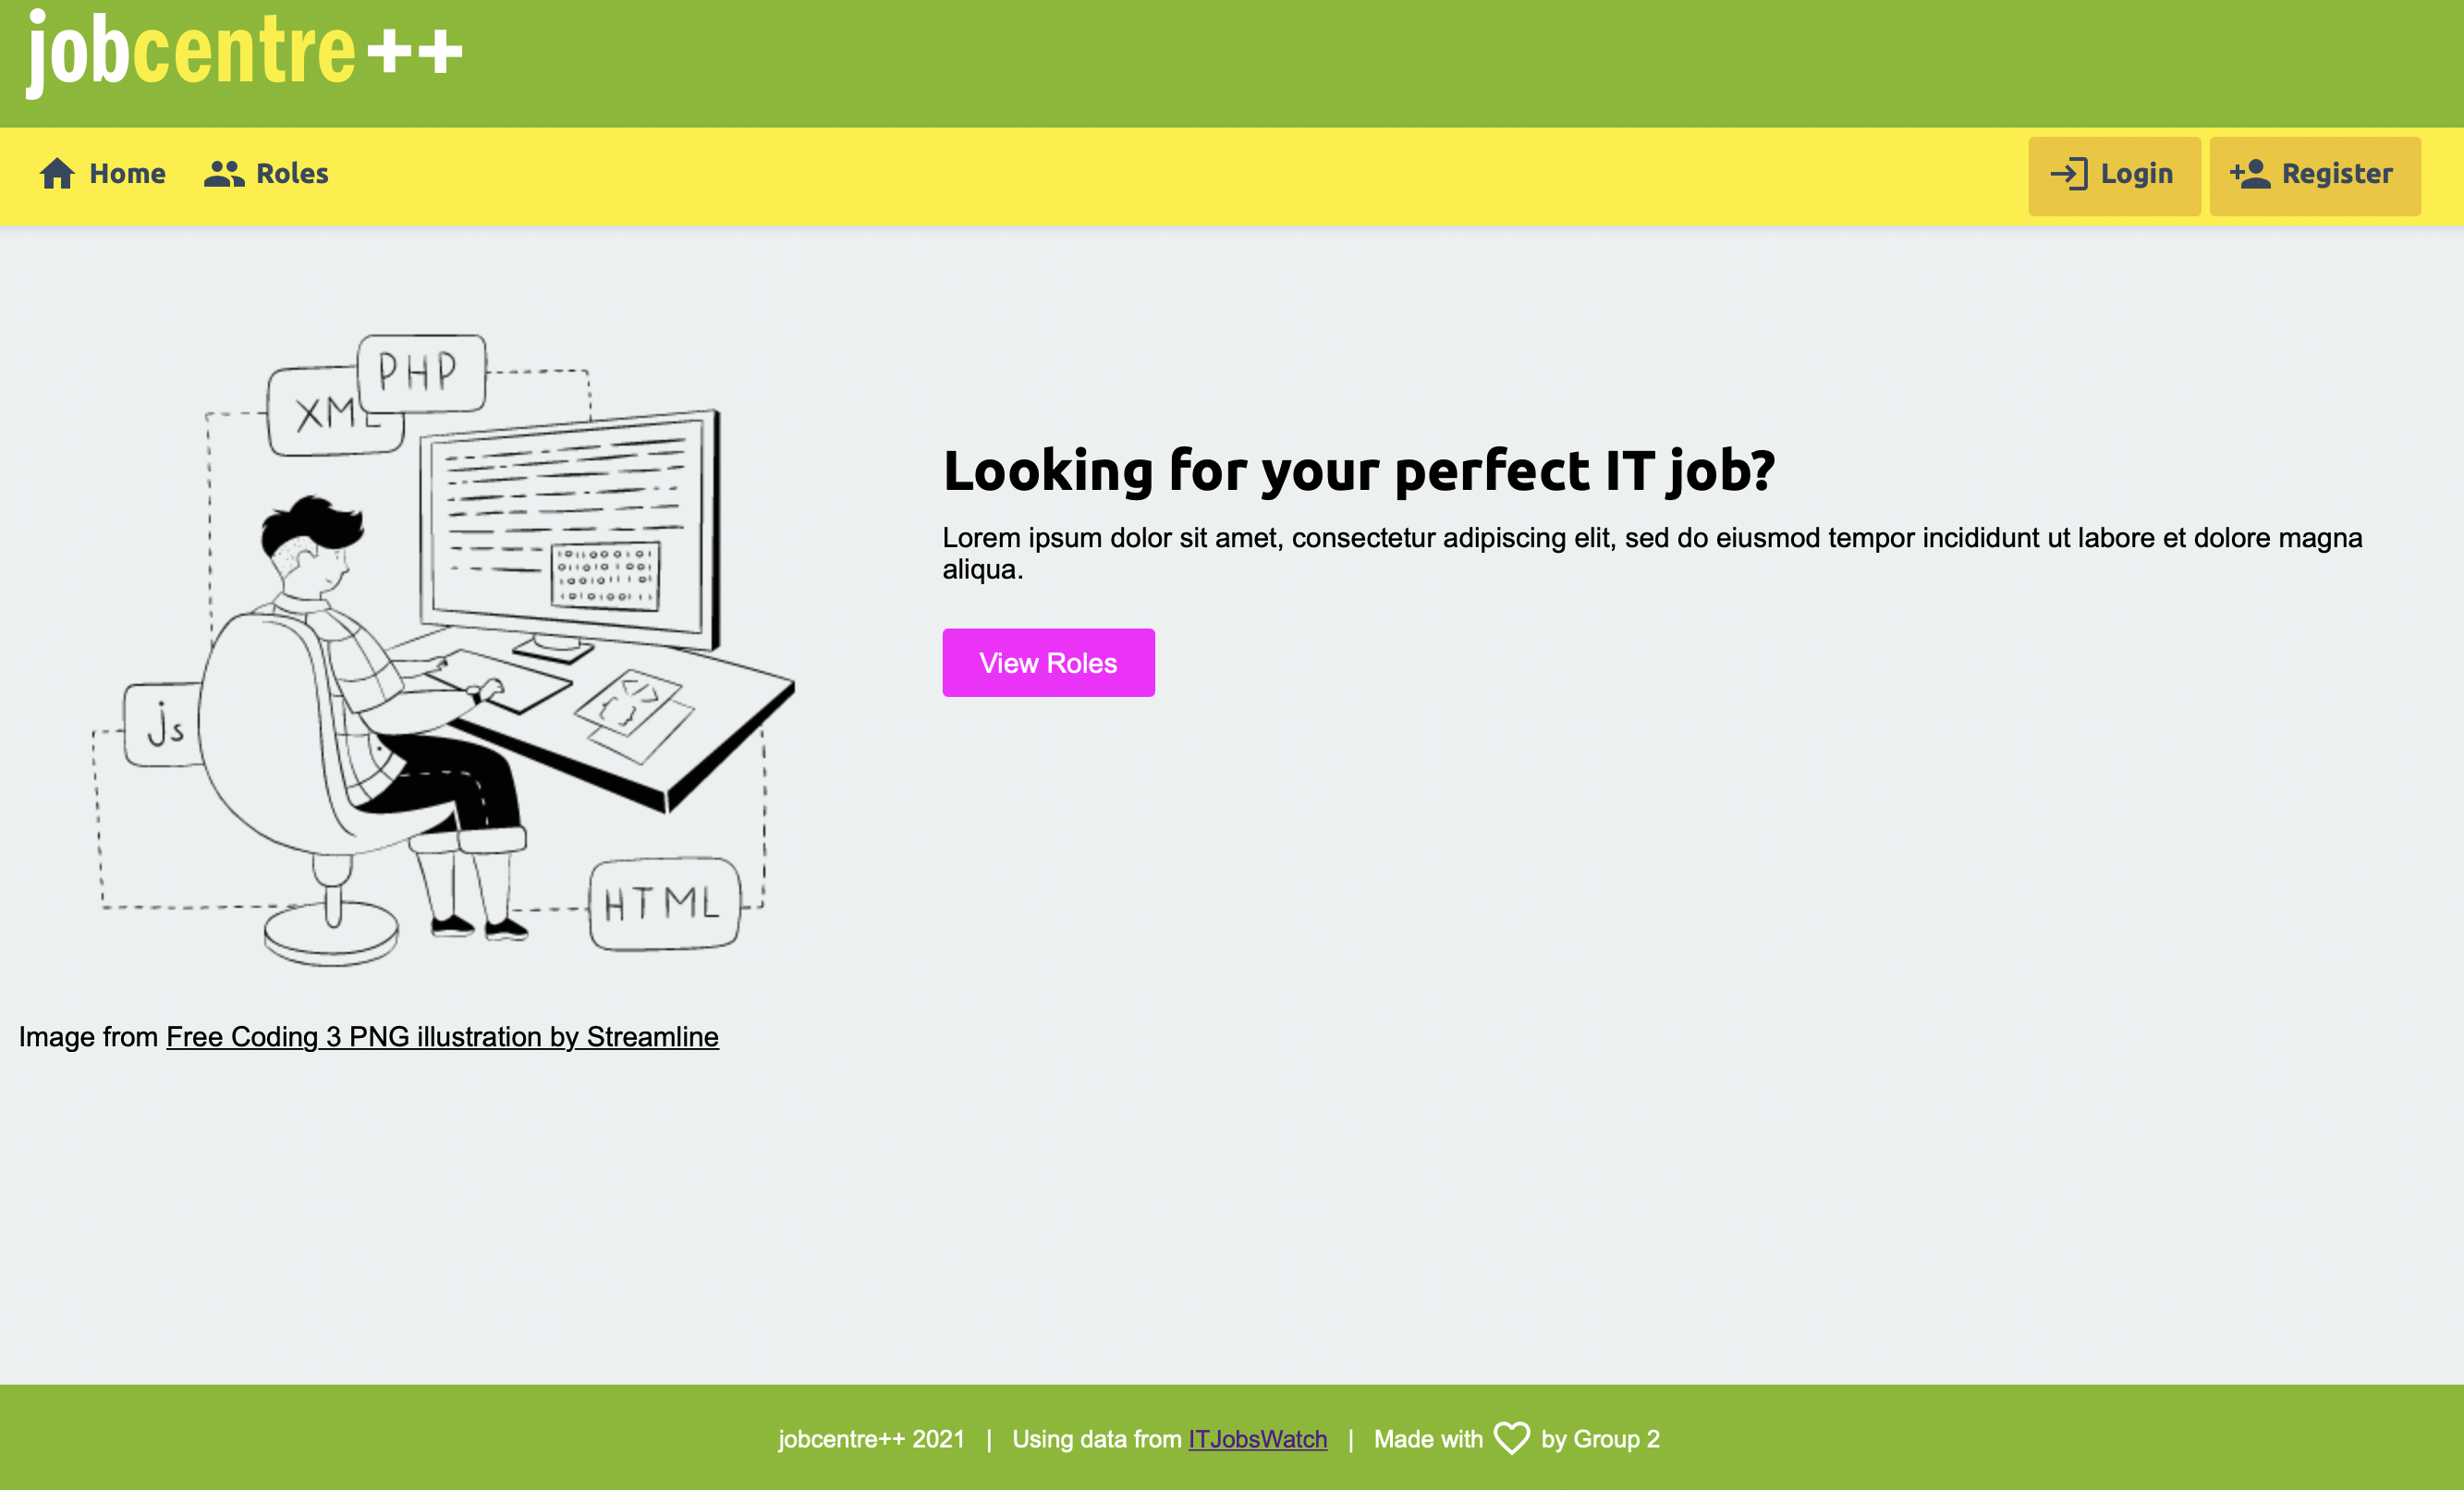 jobcentre++
Home
Roles
Login
Register
PHP
XML
js
HTML
</>
{}
Looking for your perfect IT job?
Lorem ipsum dolor sit amet, consectetur adipiscing elit, sed do eiusmod tempor incididunt ut labore et dolore magna
aliqua.
View Roles
Image from Free Coding 3 PNG illustration by Streamline
jobcentre++ 2021 | Using data from ITJobsWatch | Made with by Group 2